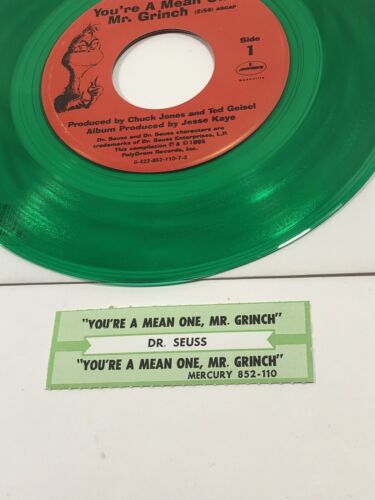 You're A Mean
Mr. Grinch (2:58) ASCAP
Side
1
Produced by Chuck Jones and Ted Geisel
Album Produced by Jesse Kaye
Dr. Seuss and Dr. Seuss characters are
trademarks of Dr. Seuss Enterprises, L.P.
This compilation ℗ & © 1995
PolyGram Records, Inc.
"YOU'RE A MEAN ONE, MR. GRINCH"
DR. SEUSS
"YOU'RE A MEAN ONE, MR. GRINCH"
MERCURY 852-110